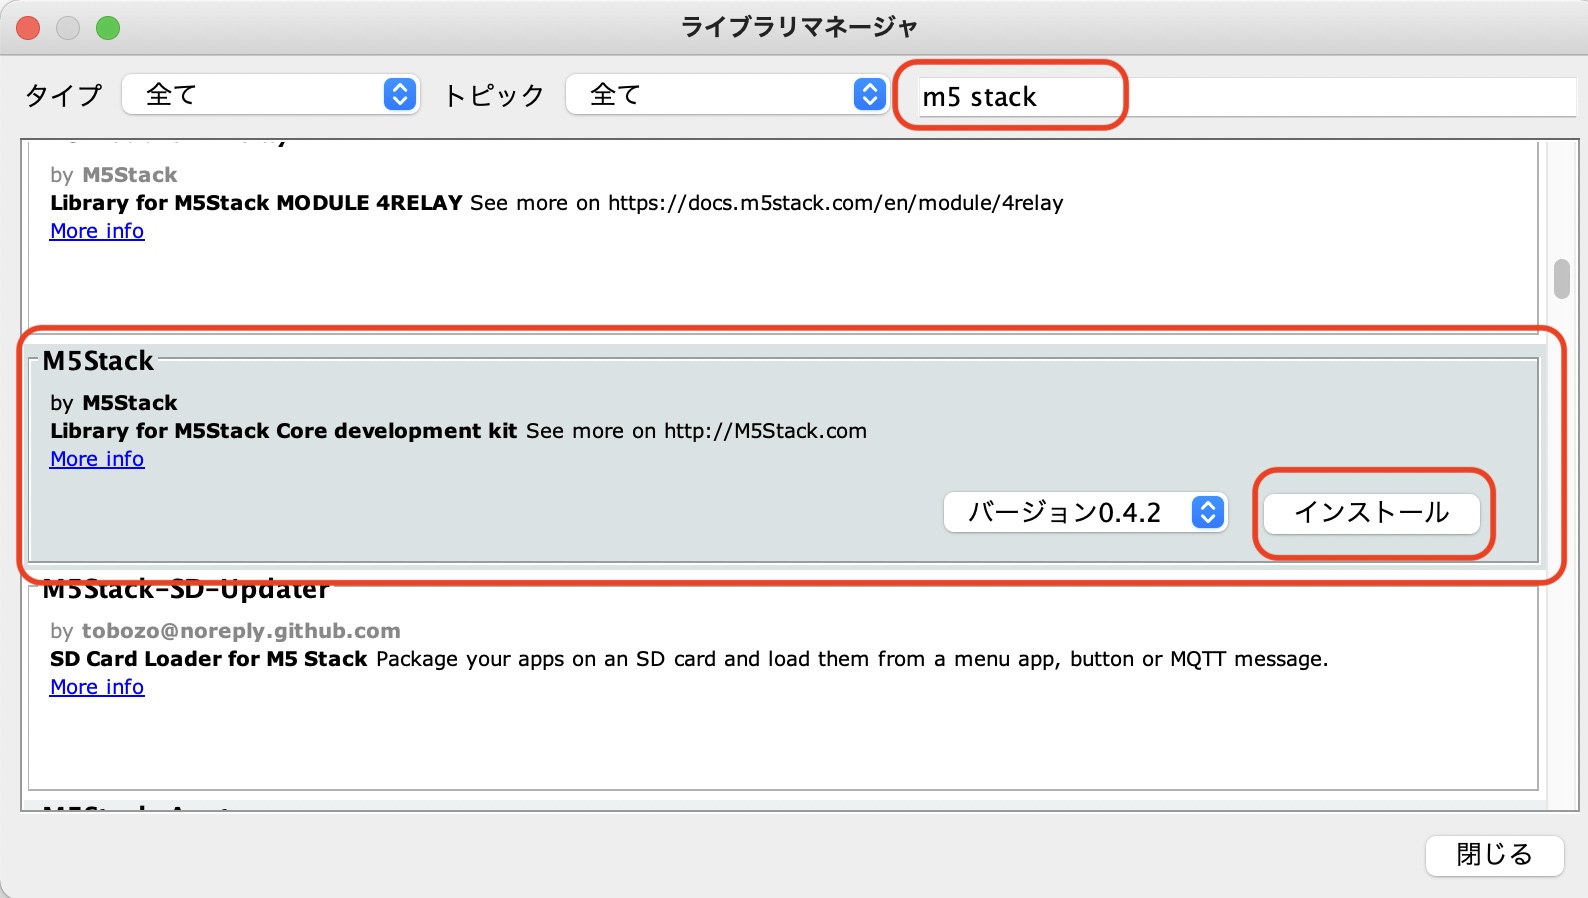 ライブラリマネージャ
タイプ 全て トピック 全て m5 stack
by M5Stack
Library for M5Stack MODULE 4RELAY See more on https://docs.m5stack.com/en/module/4relay
More info
M5Stack
by M5Stack
Library for M5Stack Core development kit See more on http://M5Stack.com
More info
バージョン0.4.2 インストール
M5Stack-SD-Updater
by tobozo@noreply.github.com
SD Card Loader for M5 Stack Package your apps on an SD card and load them from a menu app, button or MQTT message.
More info
閉じる